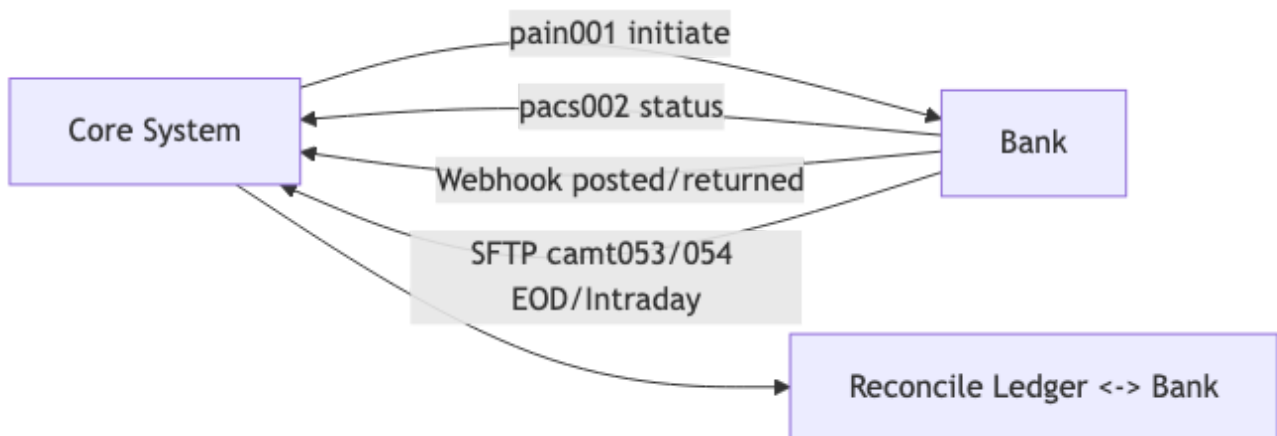 pain001 initiate
pacs002 status
Core System
Bank
Webhook posted/returned
SFTP camt053/054
EOD/Intraday
Reconcile Ledger <-> Bank